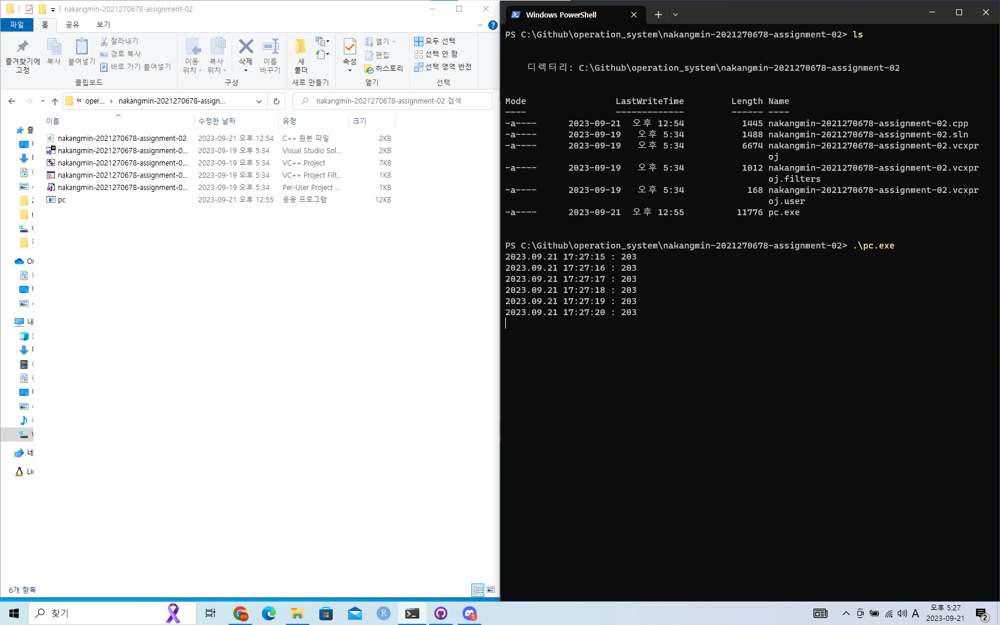 nakangmin-2021270678-assignment-02
파일
홈
공유
보기
즐겨찾기에
고정
복사
붙여넣기
잘라내기
경로 복사
바로 가기 붙여넣기
클립보드
이동
위치
복사
위치
삭제
이름
바꾸기
구성
새
폴더
새로 만들기
속성
열기
편집
히스토리
열기
모두 선택
선택 안 함
선택 영역 반전
선택
« oper... › nakangmin-2021270678-assign...
nakangmin-2021270678-assignment-02 검색
이름 수정한 날짜 유형 크기
nakangmin-2021270678-assignment-02 2023-09-21 오후 12:54 C++ 원본 파일 2KB
nakangmin-2021270678-assignment-0... 2023-09-19 오후 5:34 Visual Studio Sol... 2KB
nakangmin-2021270678-assignment-0... 2023-09-19 오후 5:34 VC++ Project 7KB
nakangmin-2021270678-assignment-0... 2023-09-19 오후 5:34 VC++ Project Filt... 1KB
nakangmin-2021270678-assignment-0... 2023-09-19 오후 5:34 Per-User Project ... 1KB
pc 2023-09-21 오후 12:55 응용 프로그램 12KB
즐
내
네
6개 항목
Windows PowerShell
PS C:\Github\operation_system\nakangmin-2021270678-assignment-02> ls
디렉터리: C:\Github\operation_system\nakangmin-2021270678-assignment-02
Mode LastWriteTime Length Name
---- ------------- ------ ----
-a---- 2023-09-21 오후 12:54 1445 nakangmin-2021270678-assignment-02.cpp
-a---- 2023-09-19 오후 5:34 1488 nakangmin-2021270678-assignment-02.sln
-a---- 2023-09-19 오후 5:34 6674 nakangmin-2021270678-assignment-02.vcxpr
oj
-a---- 2023-09-19 오후 5:34 1012 nakangmin-2021270678-assignment-02.vcxpr
oj.filters
-a---- 2023-09-19 오후 5:34 168 nakangmin-2021270678-assignment-02.vcxpr
oj.user
-a---- 2023-09-21 오후 12:55 11776 pc.exe
PS C:\Github\operation_system\nakangmin-2021270678-assignment-02> .\pc.exe
2023.09.21 17:27:15 : 203
2023.09.21 17:27:16 : 203
2023.09.21 17:27:17 : 203
2023.09.21 17:27:18 : 203
2023.09.21 17:27:19 : 203
2023.09.21 17:27:20 : 203
찾기
A
오후 5:27
2023-09-21
2